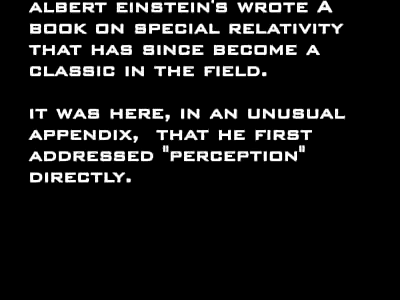 ALBERT EINSTEIN'S WROTE A
BOOK ON SPECIAL RELATIVITY
THAT HAS SINCE BECOME A
CLASSIC IN THE FIELD.
IT WAS HERE, IN AN UNUSUAL
APPENDIX,  THAT HE FIRST
ADDRESSED "PERCEPTION"
DIRECTLY.